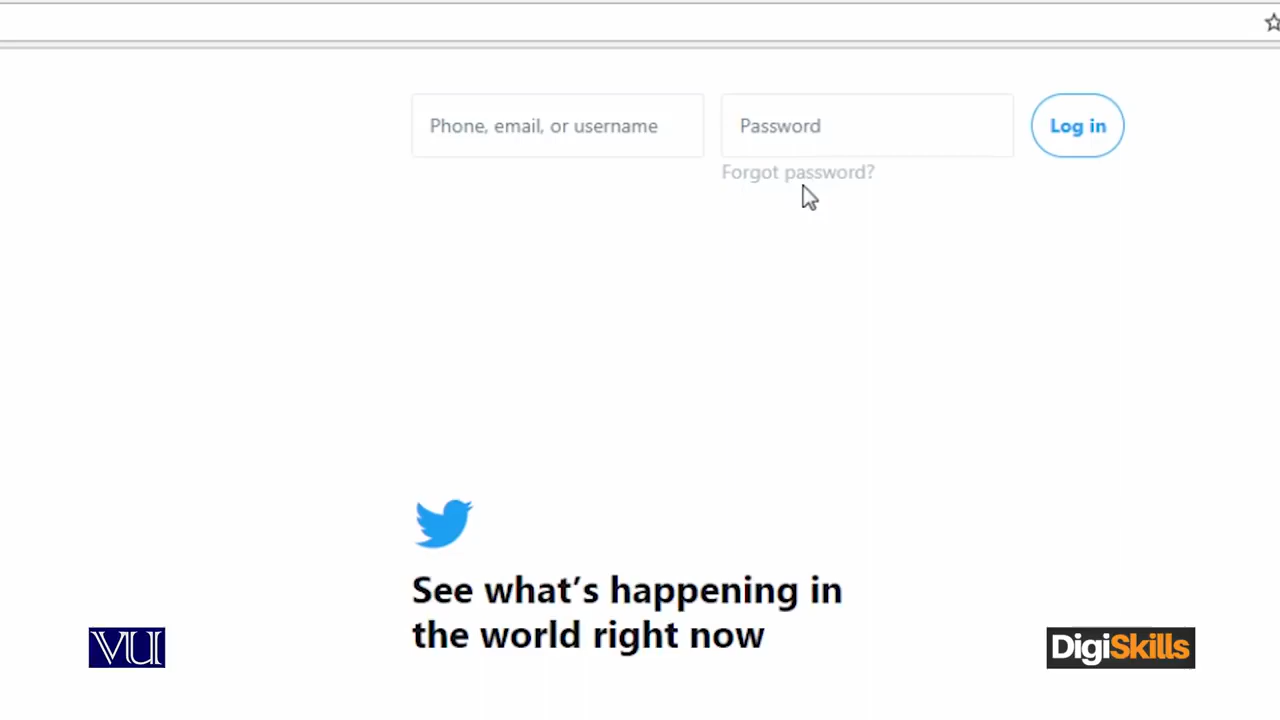 Phone, email, or username
Password
Log in
Forgot password?
See what's happening in
the world right now
VU
DigiSkills